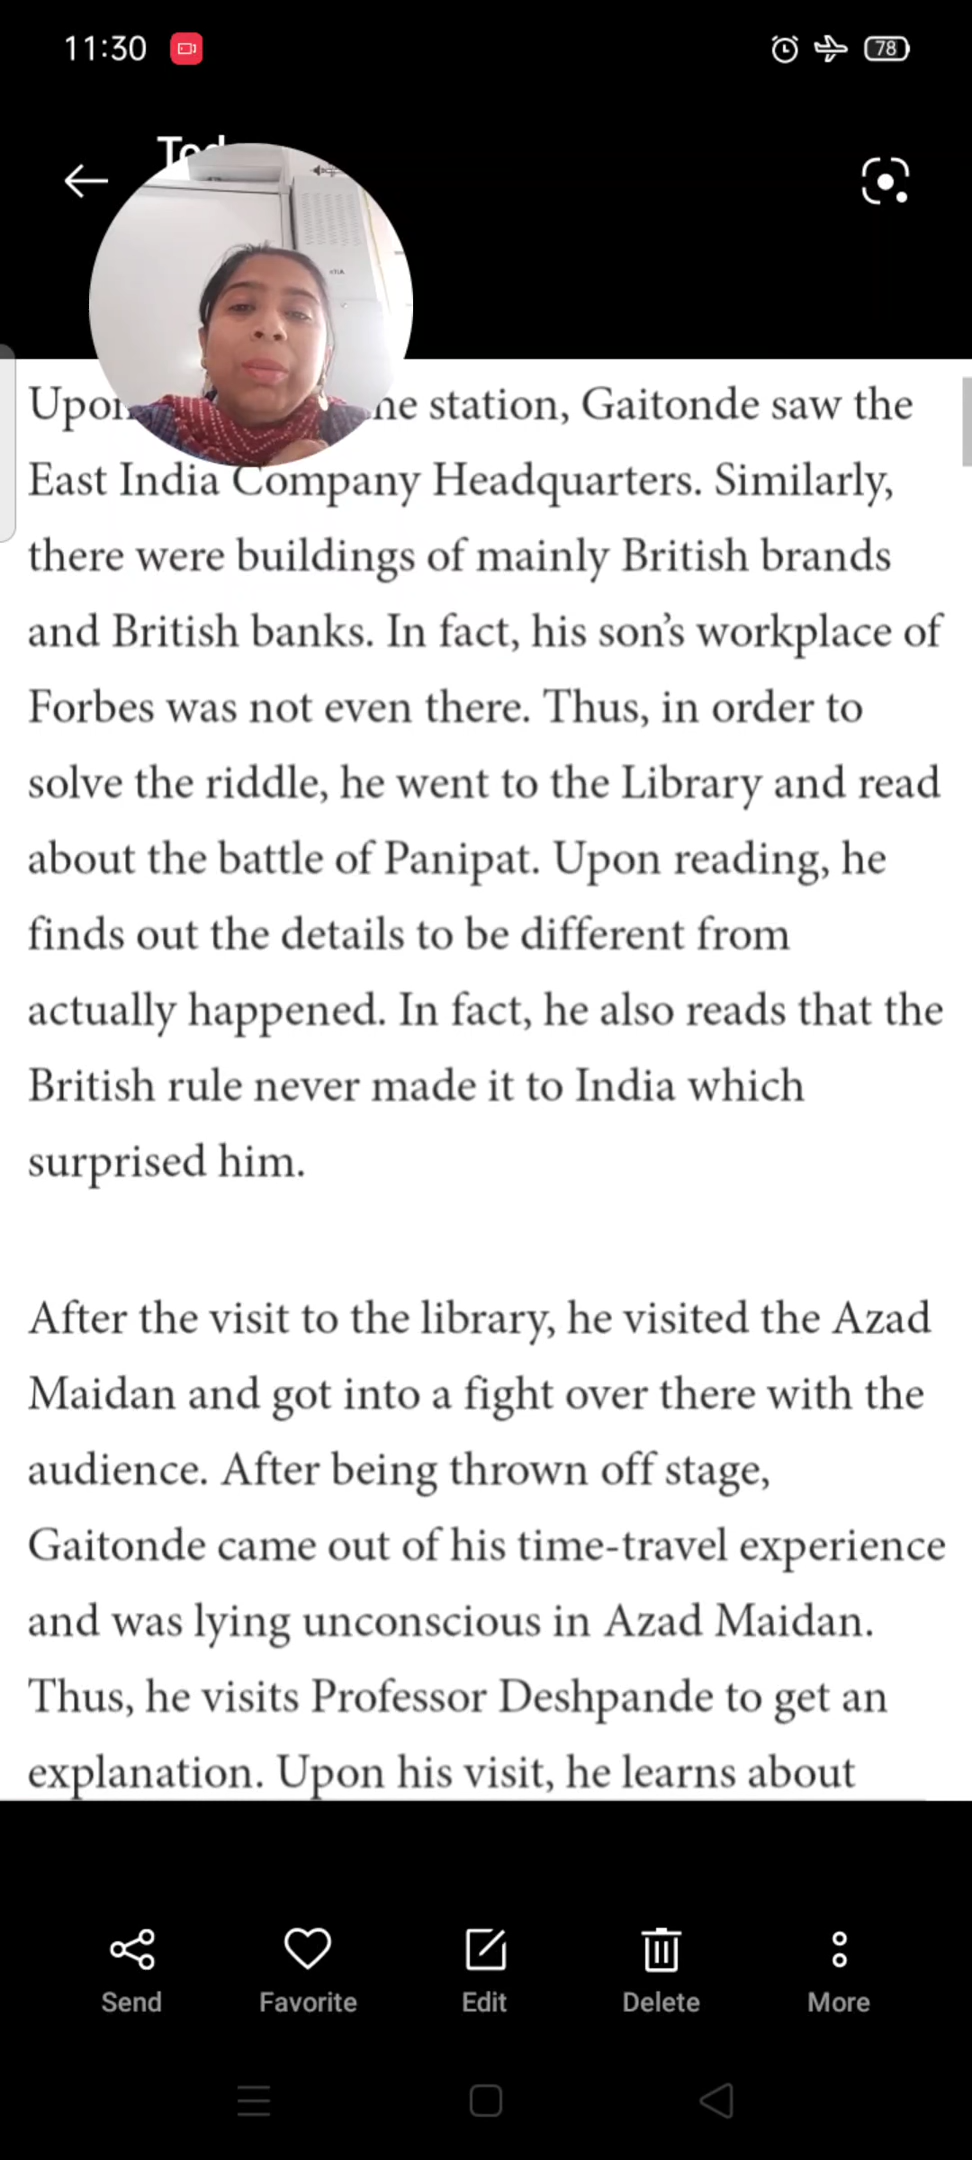 11:30
78
Upon he station, Gaitonde saw the
East India Company Headquarters. Similarly,
there were buildings of mainly British brands
and British banks. In fact, his son's workplace of
Forbes was not even there. Thus, in order to
solve the riddle, he went to the Library and read
about the battle of Panipat. Upon reading, he
finds out the details to be different from
actually happened. In fact, he also reads that the
British rule never made it to India which
surprised him.
After the visit to the library, he visited the Azad
Maidan and got into a fight over there with the
audience. After being thrown off stage,
Gaitonde came out of his time-travel experience
and was lying unconscious in Azad Maidan.
Thus, he visits Professor Deshpande to get an
explanation. Upon his visit, he learns about
Send Favorite Edit Delete More